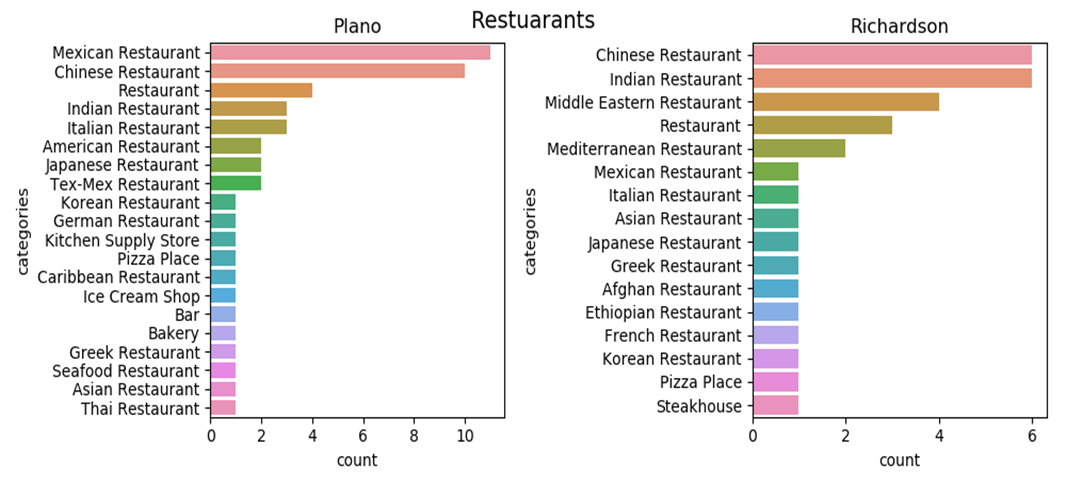 Restuarants
Plano
categories
Mexican Restaurant
Chinese Restaurant
Restaurant
Indian Restaurant
Italian Restaurant
American Restaurant
Japanese Restaurant
Tex-Mex Restaurant
Korean Restaurant
German Restaurant
Kitchen Supply Store
Pizza Place
Caribbean Restaurant
Ice Cream Shop
Bar
Bakery
Greek Restaurant
Seafood Restaurant
Asian Restaurant
Thai Restaurant
0 2 4 6 8 10
count
Richardson
categories
Chinese Restaurant
Indian Restaurant
Middle Eastern Restaurant
Restaurant
Mediterranean Restaurant
Mexican Restaurant
Italian Restaurant
Asian Restaurant
Japanese Restaurant
Greek Restaurant
Afghan Restaurant
Ethiopian Restaurant
French Restaurant
Korean Restaurant
Pizza Place
Steakhouse
0 2 4 6
count